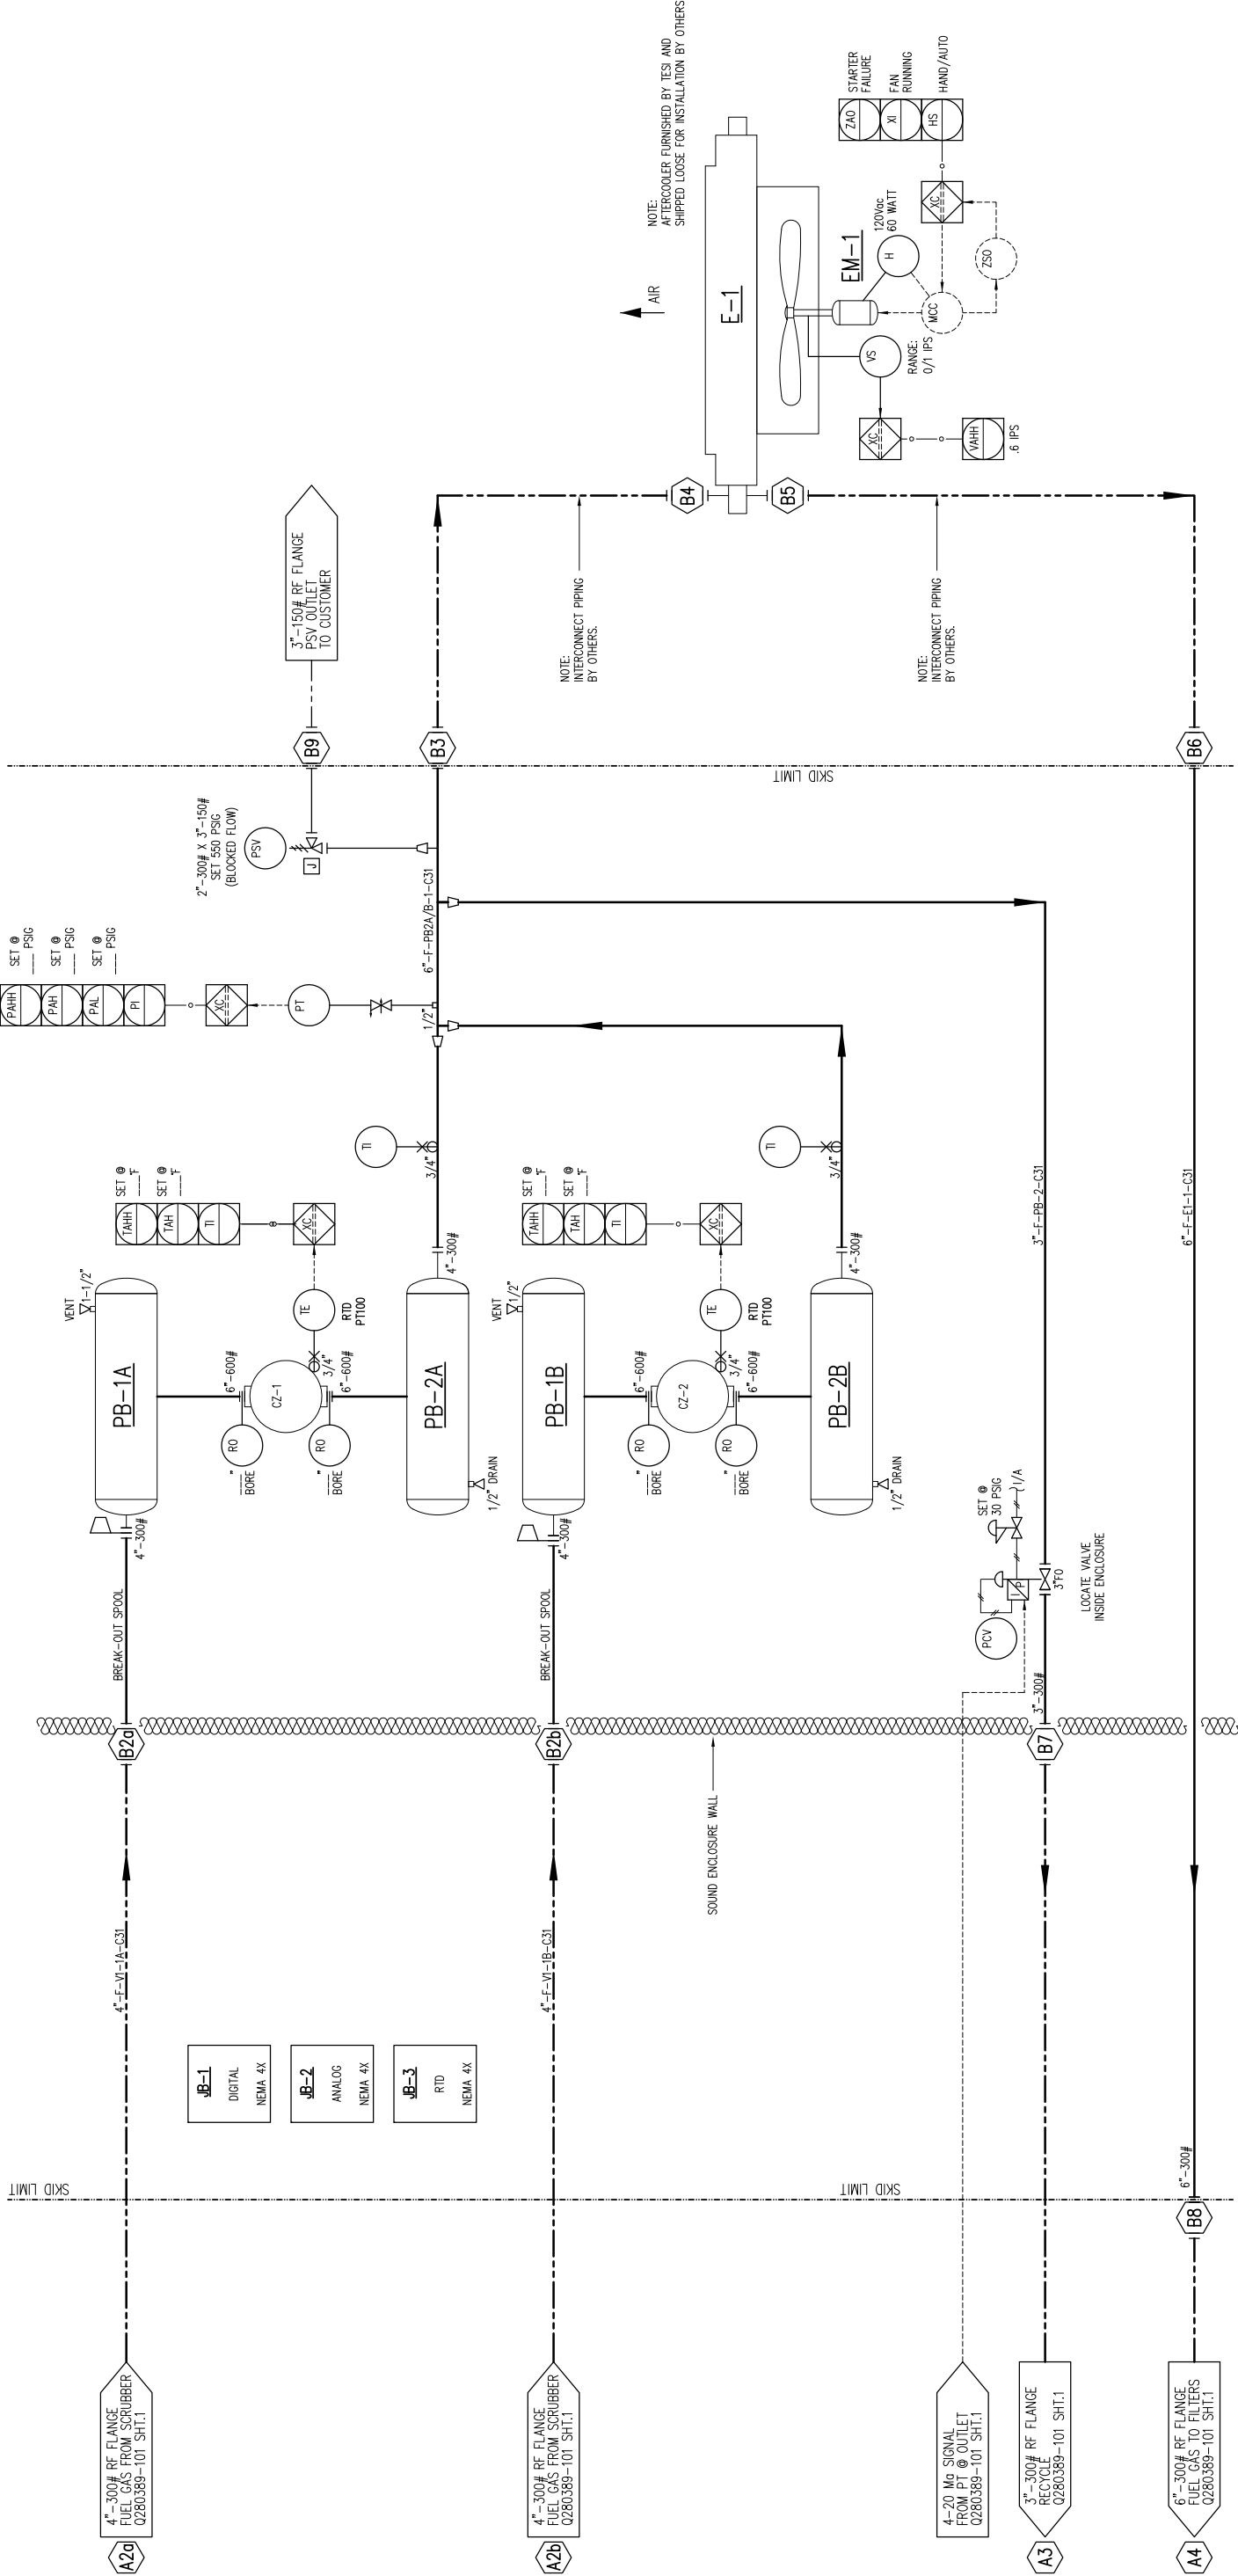 SKID LIMIT
A2a
4"-300# RF FLANGE
FUEL GAS FROM SCRUBBER
Q280389-101 SHT.1
4"-F-V1-1A-C31
B2a
BREAK-OUT SPOOL
4"-300#
PB-1A
VENT
1-1/2"
6"-600#
RO
___"
BORE
CZ-1
3/4"
TE
RTD
PT100
XC
TAHH
TAH
TI
SET @
___°F
SET @
___°F
RO
___"
BORE
6"-600#
PB-2A
1/2" DRAIN
4"-300#
TI
3/4"
1/2"
PT
XC
PAHH
PAH
PAL
PI
SET @
___ PSIG
SET @
___ PSIG
SET @
___ PSIG
6"-F-PB2A/B-1-C31
2"-300# X 3"-150#
SET 550 PSIG
(BLOCKED FLOW)
PSV
J
B9
3"-150# RF FLANGE
PSV OUTLET
TO CUSTOMER
B3
JB-1
DIGITAL
NEMA 4X
JB-2
ANALOG
NEMA 4X
JB-3
RTD
NEMA 4X
A2b
4"-300# RF FLANGE
FUEL GAS FROM SCRUBBER
Q280389-101 SHT.1
4"-F-V1-1B-C31
B2b
BREAK-OUT SPOOL
4"-300#
PB-1B
VENT
1/2"
6"-600#
RO
___"
BORE
CZ-2
3/4"
TE
RTD
PT100
XC
TAHH
TAH
TI
SET @
___°F
SET @
___°F
RO
___"
BORE
6"-600#
PB-2B
1/2" DRAIN
4"-300#
TI
3/4"
NOTE:
INTERCONNECT PIPING
BY OTHERS.
B4
B5
NOTE:
AFTERCOOLER FURNISHED BY TESI AND
SHIPPED LOOSE FOR INSTALLATION BY OTHERS
AIR
E-1
EM-1
120Vac
60 WATT
H
VS
RANGE:
0/1 IPS
MCC
XC
ZSO
ZAO
XI
HS
STARTER
FAILURE
FAN
RUNNING
HAND/AUTO
XC
VAHH
.6 IPS
NOTE:
INTERCONNECT PIPING
BY OTHERS.
SKID LIMIT
SKID LIMIT
SOUND ENCLOSURE WALL
4-20 Ma SIGNAL
FROM PT @ OUTLET
Q280389-101 SHT.1
PCV
I
P
SET @
30 PSIG
I/A
3"FO
LOCATE VALVE
INSIDE ENCLOSURE
A3
3"-300# RF FLANGE
RECYCLE
Q280389-101 SHT.1
B7
3"-300#
3"-F-PB-2-C31
A4
6"-300# RF FLANGE
FUEL GAS TO FILTERS
Q280389-101 SHT.1
B8
6"-300#
6"-F-E1-1-C31
B6